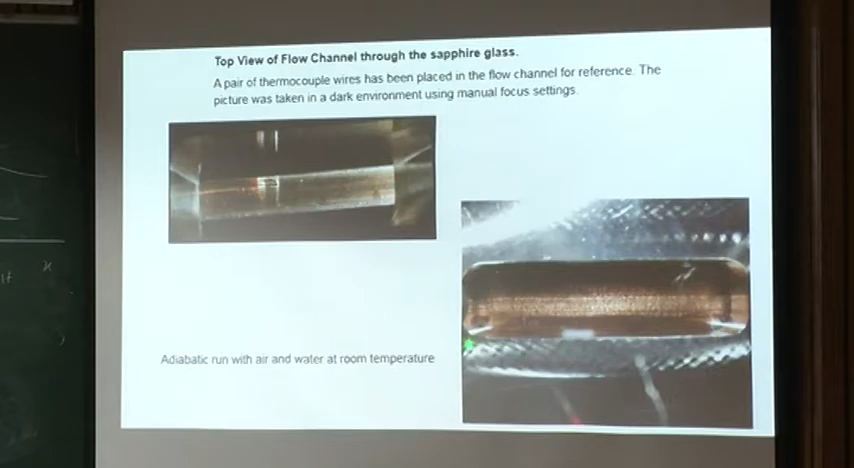 Top View of Flow Channel through the sapphire glass.
A pair of thermocouple wires has been placed in the flow channel for reference. The
picture was taken in a dark environment using manual focus settings.
Adiabatic run with air and water at room temperature